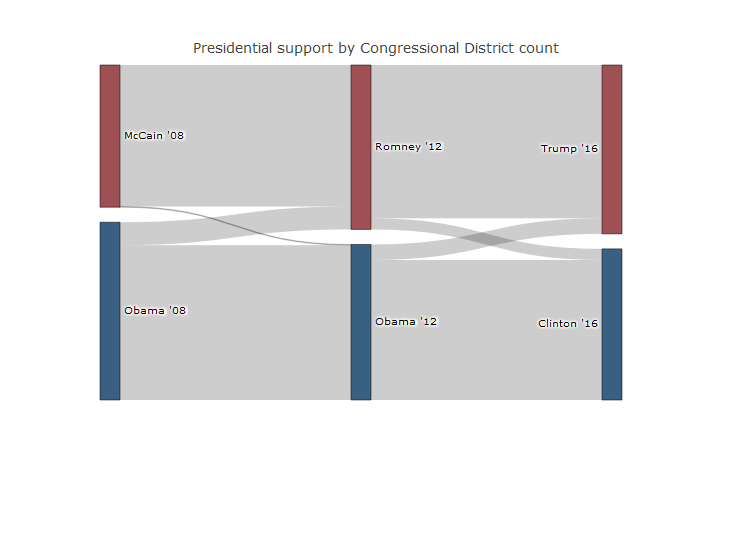 Presidential support by Congressional District count
McCain '08
Romney '12
Trump '16
Obama '08
Obama '12
Clinton '16